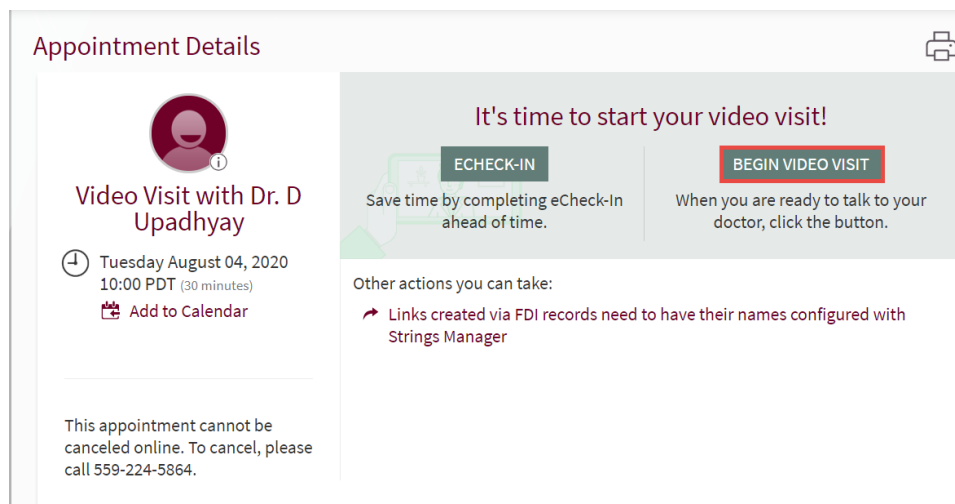 Appointment Details
Video Visit with Dr. D
Upadhyay
Tuesday August 04, 2020
10:00 PDT (30 minutes)
Add to Calendar
This appointment cannot be
canceled online. To cancel, please
call 559-224-5864.
It's time to start your video visit!
ECHECK-IN
Save time by completing eCheck-In
ahead of time.
BEGIN VIDEO VISIT
When you are ready to talk to your
doctor, click the button.
Other actions you can take:
Links created via FDI records need to have their names configured with
Strings Manager